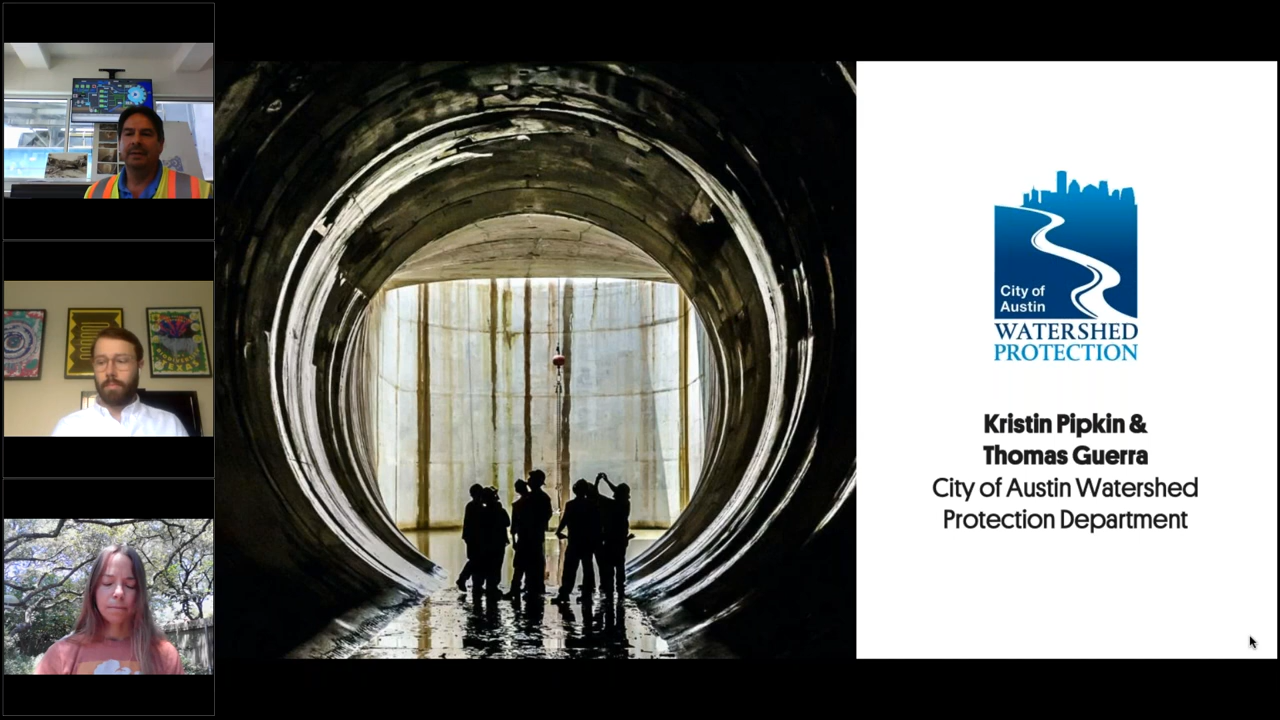 City of
Austin
WATERSHED
PROTECTION
Kristin Pipkin &
Thomas Guerra
City of Austin Watershed
Protection Department